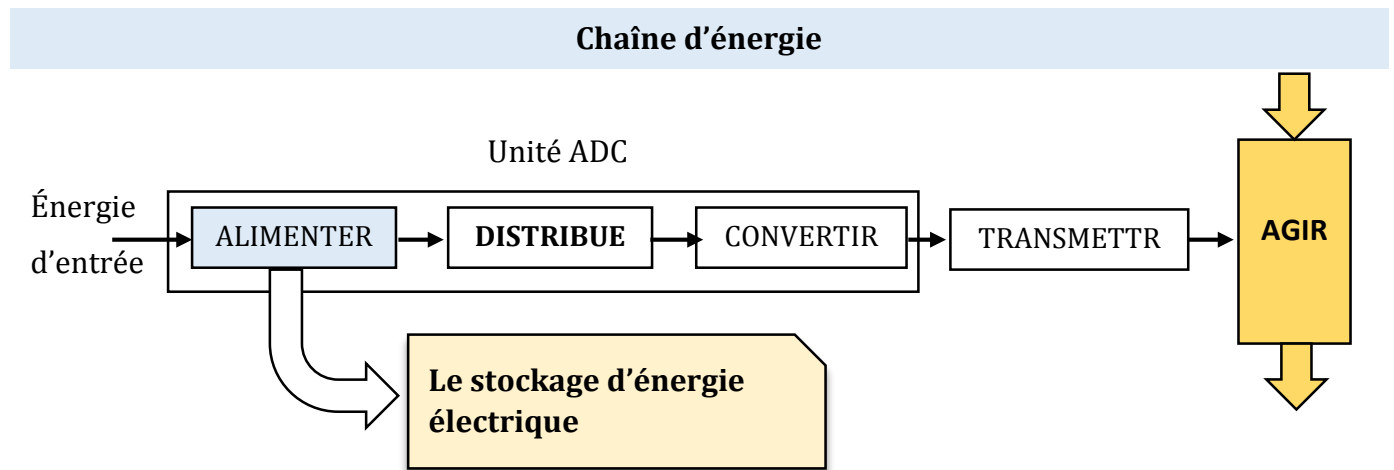 Chaîne d’énergie
Unité ADC
Énergie
d’entrée
ALIMENTER
DISTRIBUE
CONVERTIR
TRANSMETTR
AGIR
Le stockage d’énergie
électrique